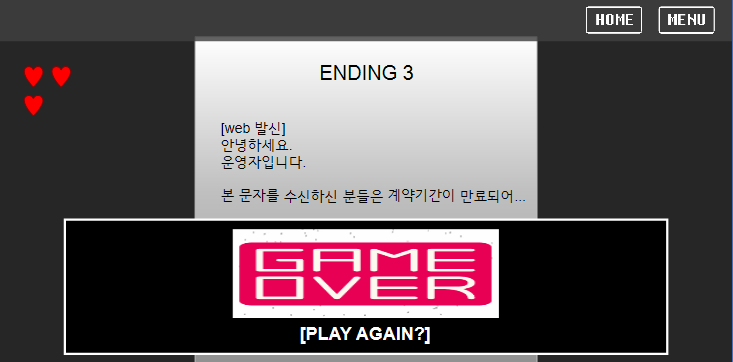 HOME MENU
ENDING 3
[web 발신]
안녕하세요.
운영자입니다.
본 문자를 수신하신 분들은 계약기간이 만료되어...
GAME
OVER
[PLAY AGAIN?]